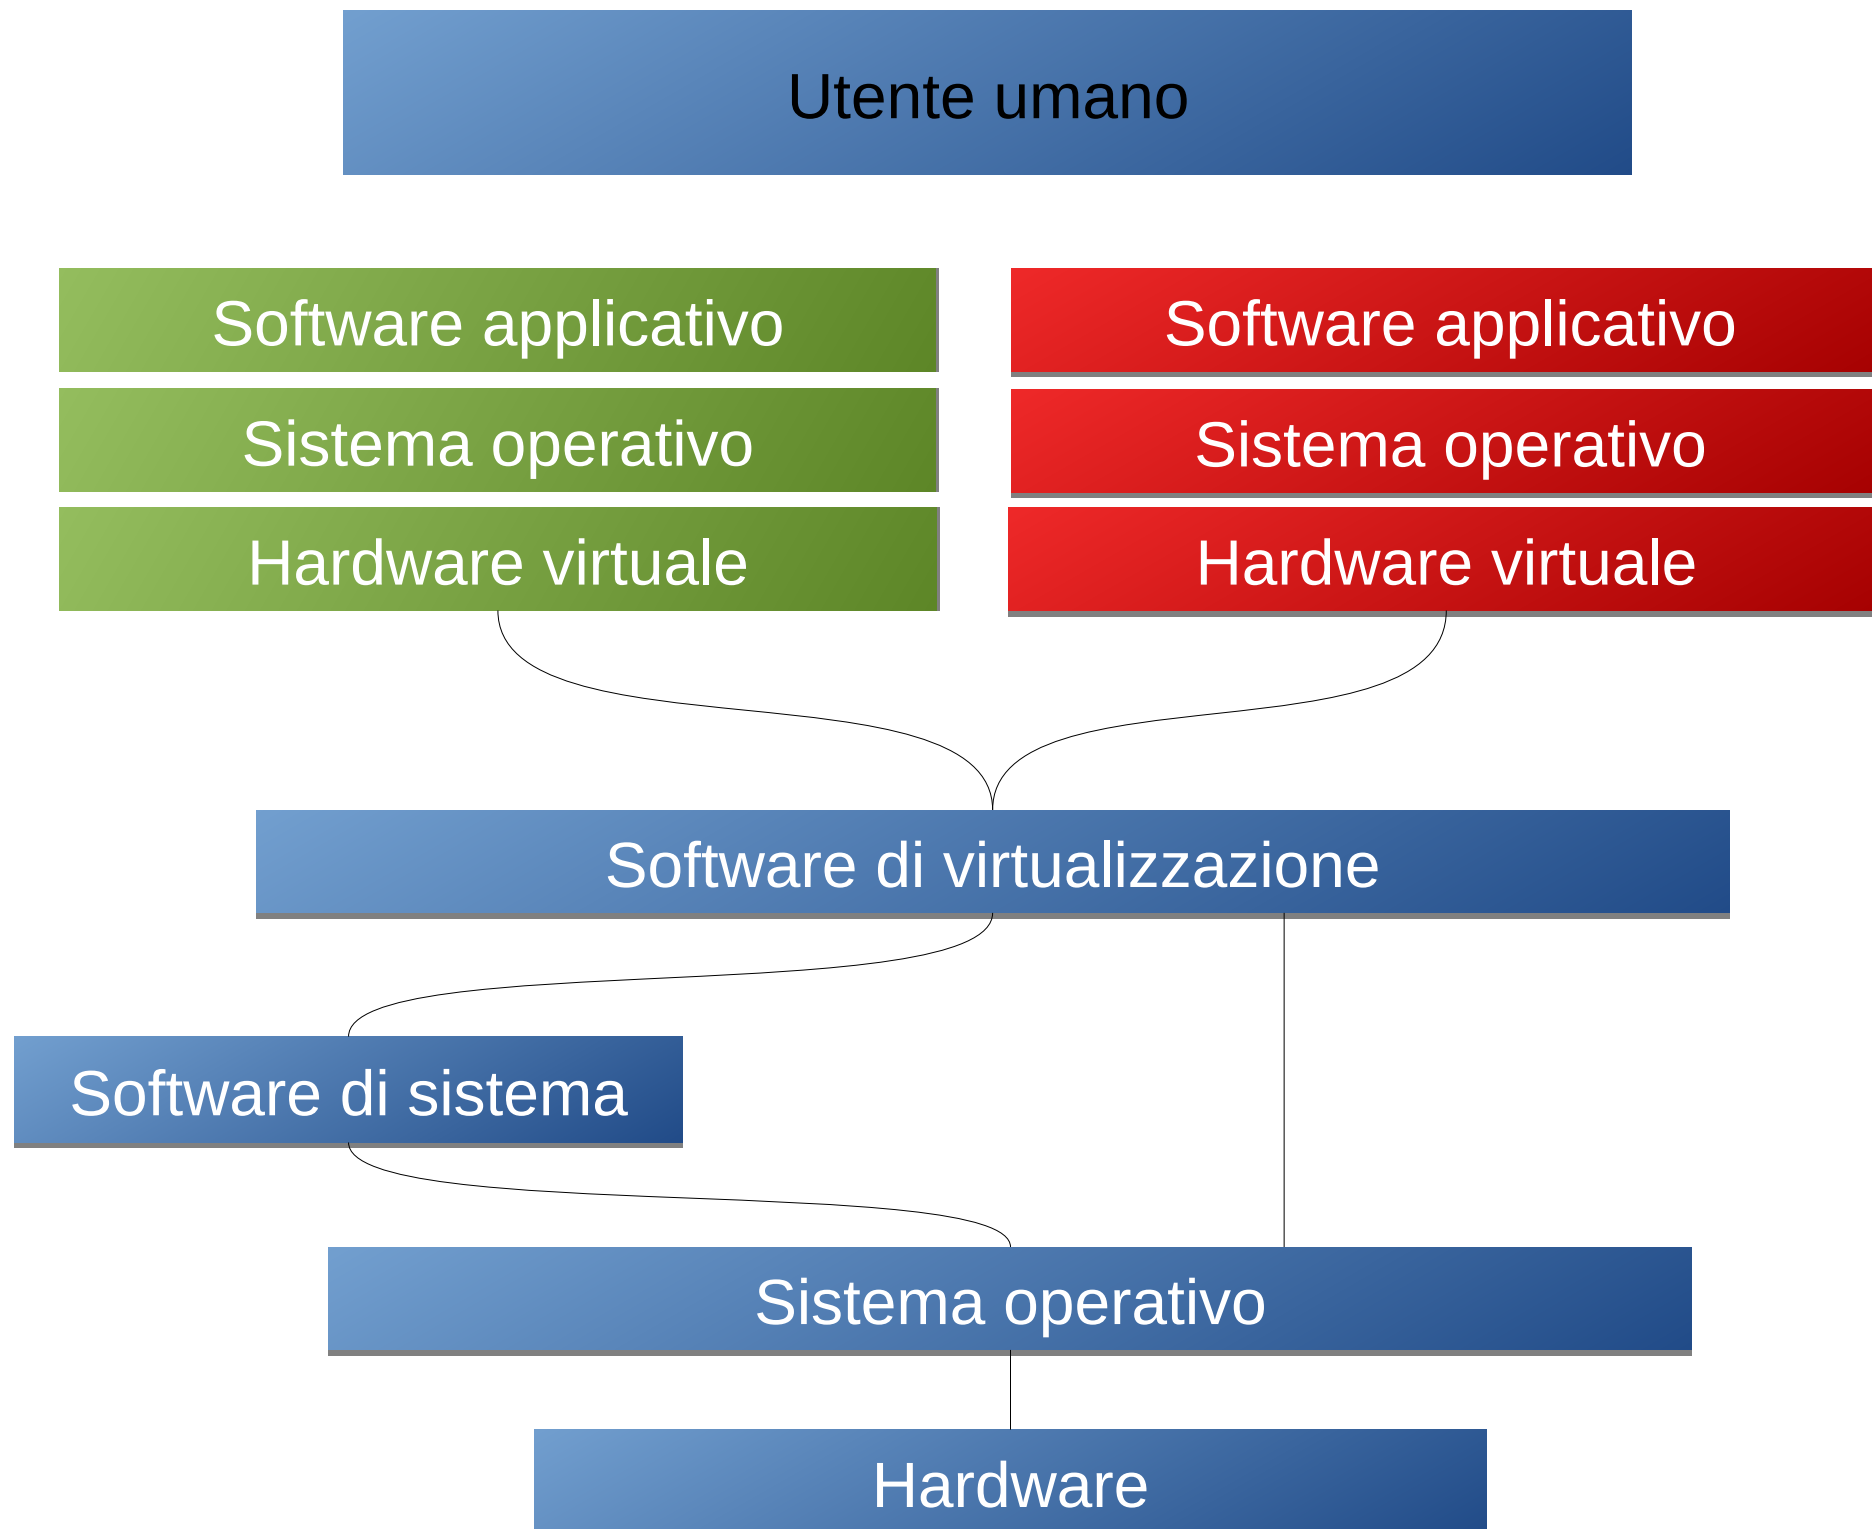 Utente umano
Software applicativo
Software applicativo
Sistema operativo
Sistema operativo
Hardware virtuale
Hardware virtuale
Software di virtualizzazione
Software di sistema
Sistema operativo
Hardware